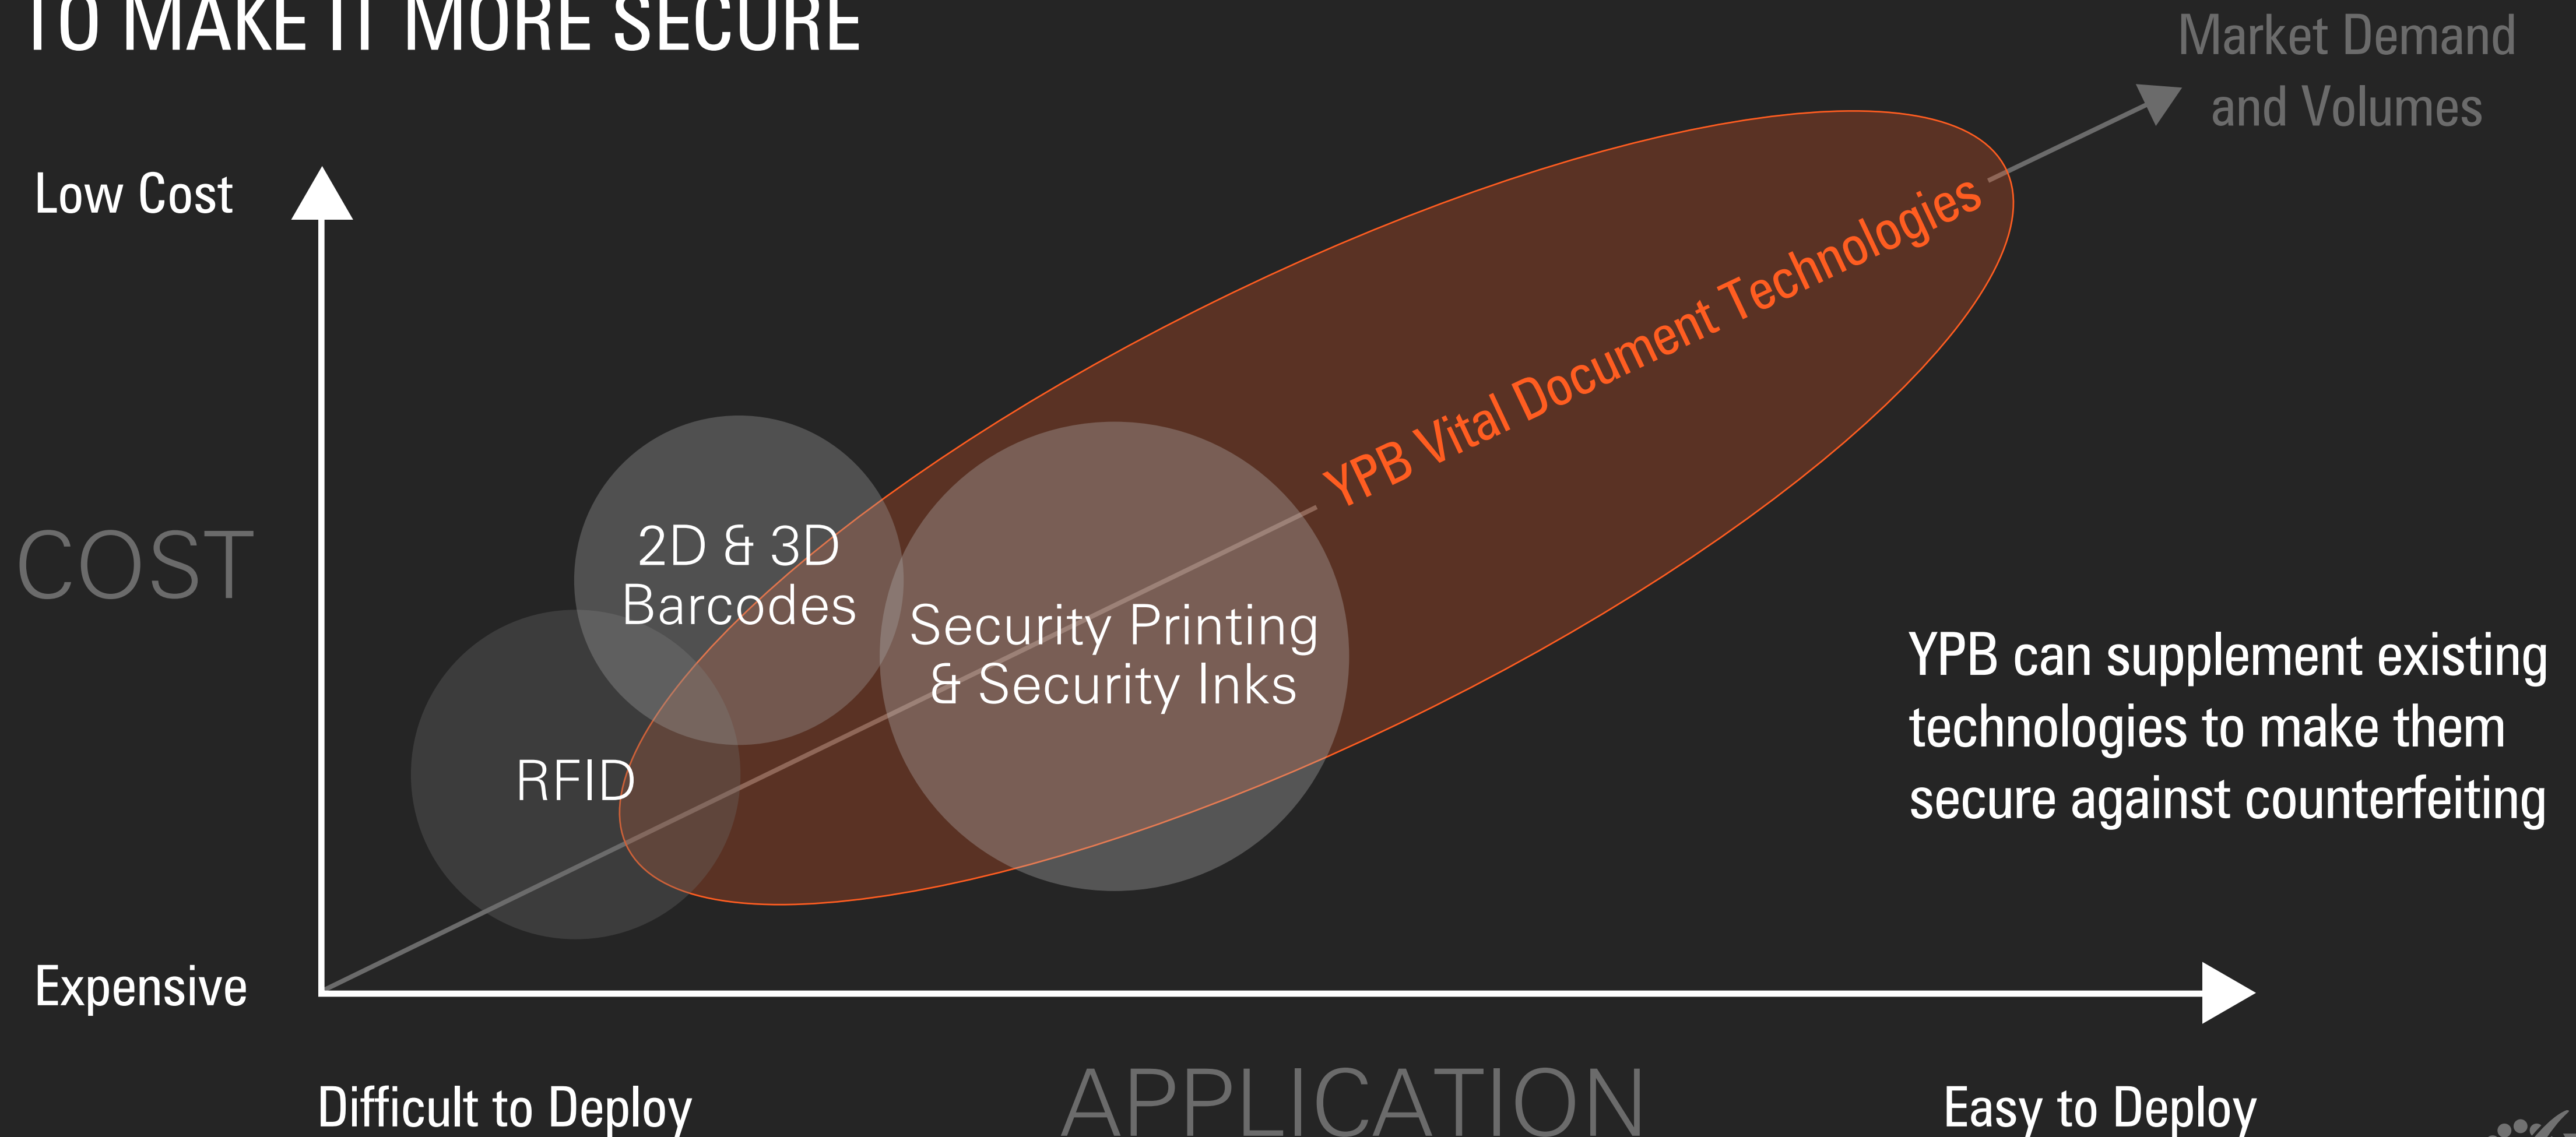 TO MAKE IT MORE SECURE
Market Demand
and Volumes
Low Cost
YPB Vital Document Technologies
COST
2D & 3D
Barcodes
Security Printing
& Security Inks
RFID
YPB can supplement existing
technologies to make them
secure against counterfeiting
Expensive
Difficult to Deploy
APPLICATION
Easy to Deploy